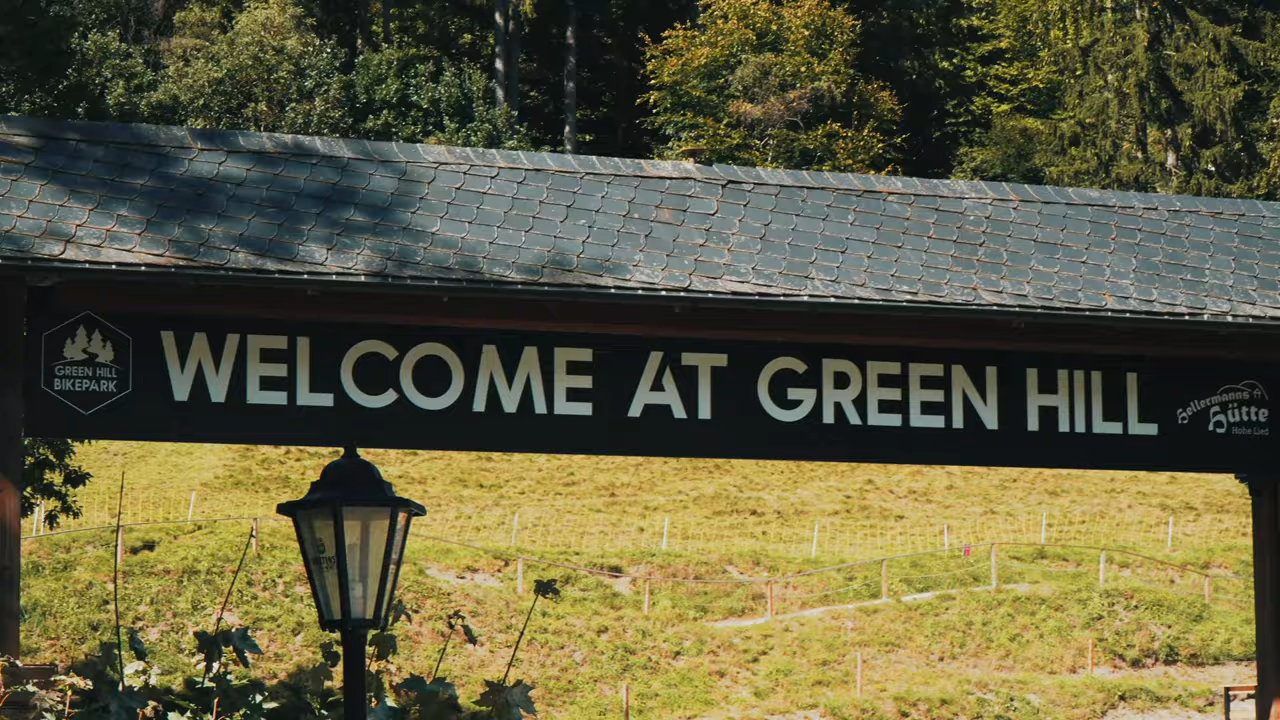 GREEN HILL
BIKEPARK
WELCOME AT GREEN HILL
Hellermanns
Hütte
Hohe Lied